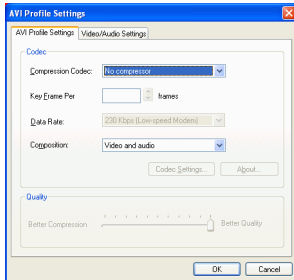 AVI Profile Settings
AVI Profile Settings Video/Audio Settings
Codec
Compression Codec: No compressor
Key Frame Per frames
Data Rate: 230 Kbps (Low-speed Modem)
Composition: Video and audio
Codec Settings... About...
Quality
Better Compression Better Quality
OK Cancel